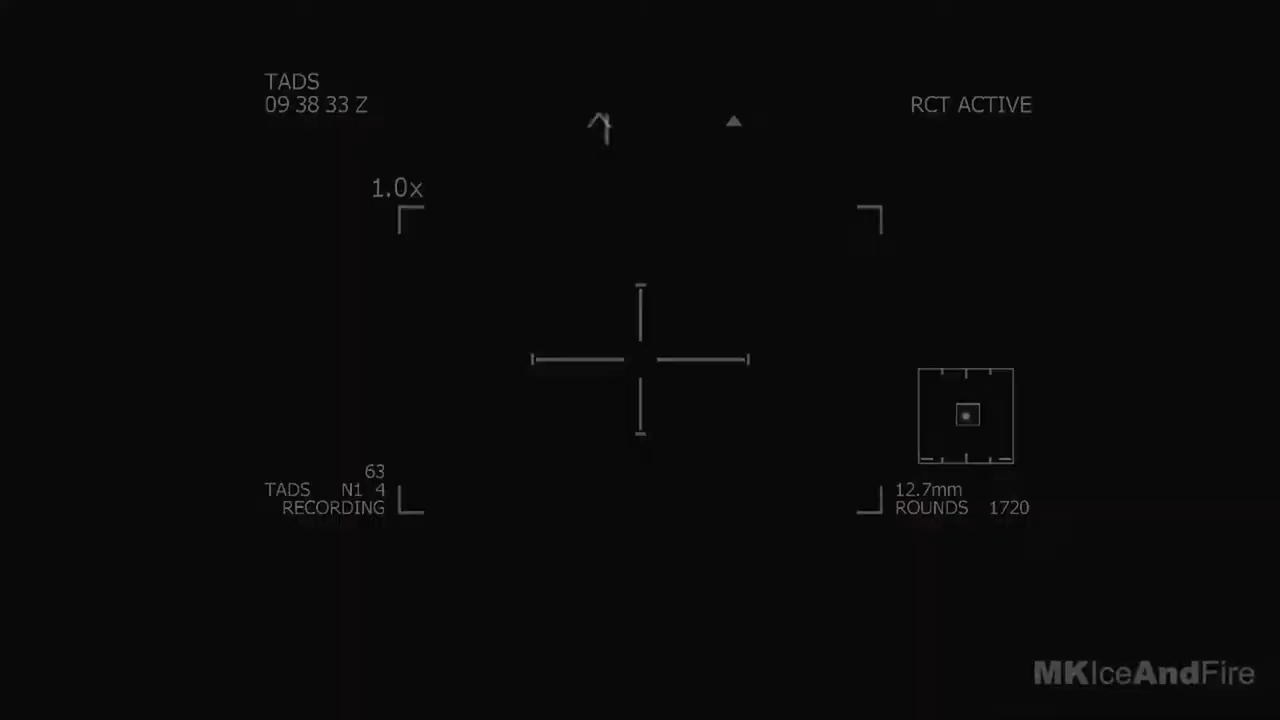 TADS
09 38 33 Z
RCT ACTIVE
1.0x
63
TADS N1 4
RECORDING
12.7mm
ROUNDS 1720
MKIceAndFire